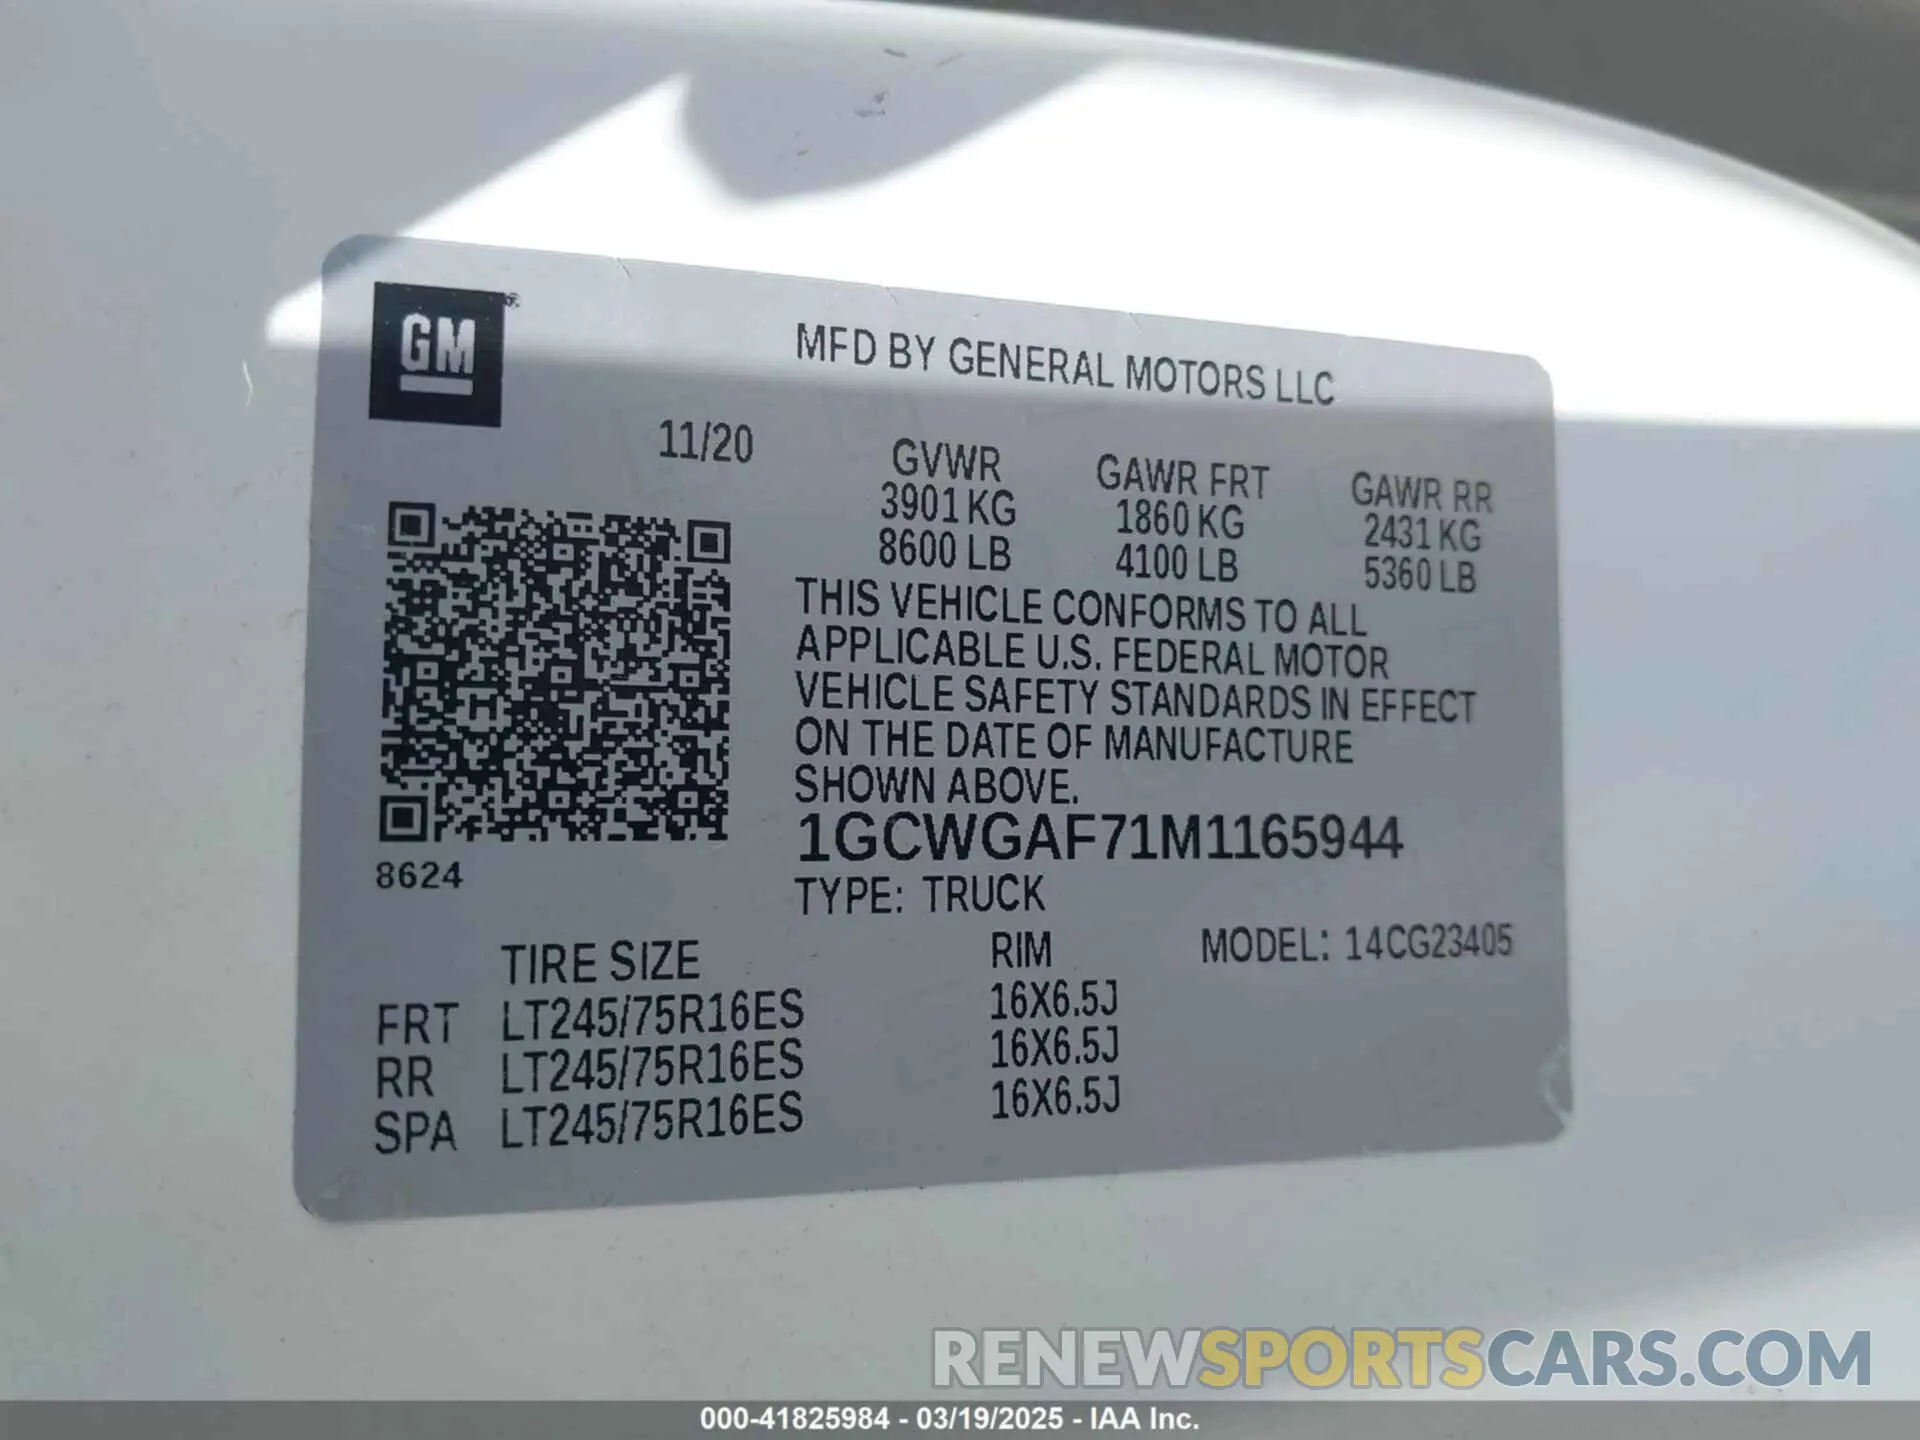 GM®
MFD BY GENERAL MOTORS LLC
11/20
GVWR
3901 KG
8600 LB
GAWR FRT
1860 KG
4100 LB
GAWR RR
2431 KG
5360 LB
THIS VEHICLE CONFORMS TO ALL
APPLICABLE U.S. FEDERAL MOTOR
VEHICLE SAFETY STANDARDS IN EFFECT
ON THE DATE OF MANUFACTURE
SHOWN ABOVE.
1GCWGAF71M1165944
8624
TYPE: TRUCK
TIRE SIZE RIM MODEL: 14CG23405
FRT LT245/75R16ES 16X6.5J
RR LT245/75R16ES 16X6.5J
SPA LT245/75R16ES 16X6.5J
RENEWSPORTSCARS.COM
000-41825984 - 03/19/2025 - IAA Inc.